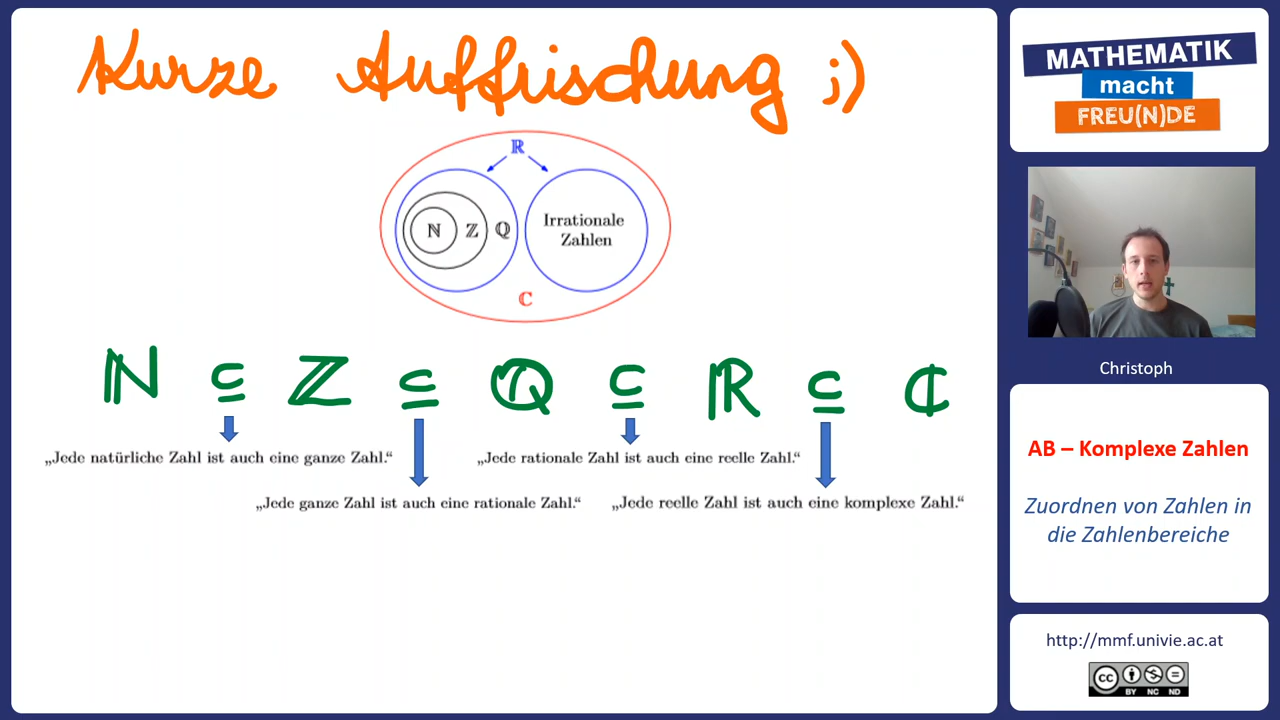 Kurze Auffrischung ;)
ℝ
ℕ ℤ ℚ
Irrationale
Zahlen
ℂ
ℕ ⊆ ℤ ⊆ ℚ ⊆ ℝ ⊆ ℂ
„Jede natürliche Zahl ist auch eine ganze Zahl.“
„Jede rationale Zahl ist auch eine reelle Zahl.“
„Jede ganze Zahl ist auch eine rationale Zahl.“
„Jede reelle Zahl ist auch eine komplexe Zahl.“
MATHEMATIK
macht
FREU(N)DE
Christoph
AB – Komplexe Zahlen
Zuordnen von Zahlen in
die Zahlenbereiche
http://mmf.univie.ac.at
cc
BY NC ND